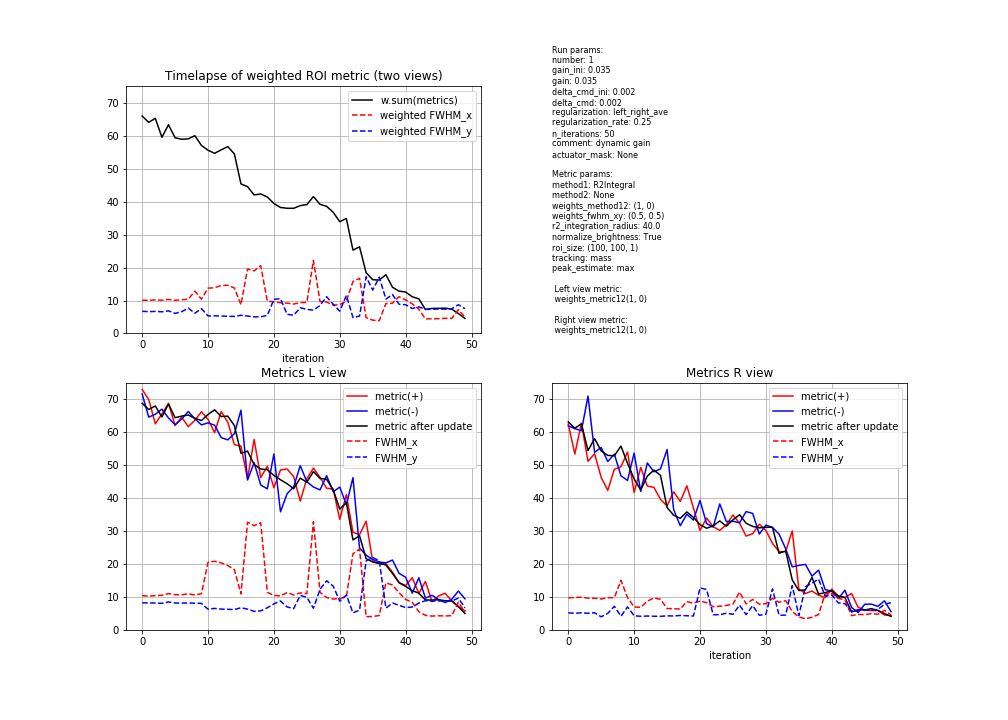 Timelapse of weighted ROI metric (two views)
w.sum(metrics)
weighted FWHM_x
weighted FWHM_y
70
60
50
40
30
20
10
0
0 10 20 30 40 50
iteration
Run params:
number: 1
gain_ini: 0.035
gain: 0.035
delta_cmd_ini: 0.002
delta_cmd: 0.002
regularization: left_right_ave
regularization_rate: 0.25
n_iterations: 50
comment: dynamic gain
actuator_mask: None
Metric params:
method1: R2Integral
method2: None
weights_method12: (1, 0)
weights_fwhm_xy: (0.5, 0.5)
r2_integration_radius: 40.0
normalize_brightness: True
roi_size: (100, 100, 1)
tracking: mass
peak_estimate: max
Left view metric:
weights_metric12(1, 0)
Right view metric:
weights_metric12(1, 0)
Metrics L view
metric(+)
metric(-)
metric after update
FWHM_x
FWHM_y
70
60
50
40
30
20
10
0
0 10 20 30 40 50
Metrics R view
metric(+)
metric(-)
metric after update
FWHM_x
FWHM_y
70
60
50
40
30
20
10
0
0 10 20 30 40 50
iteration